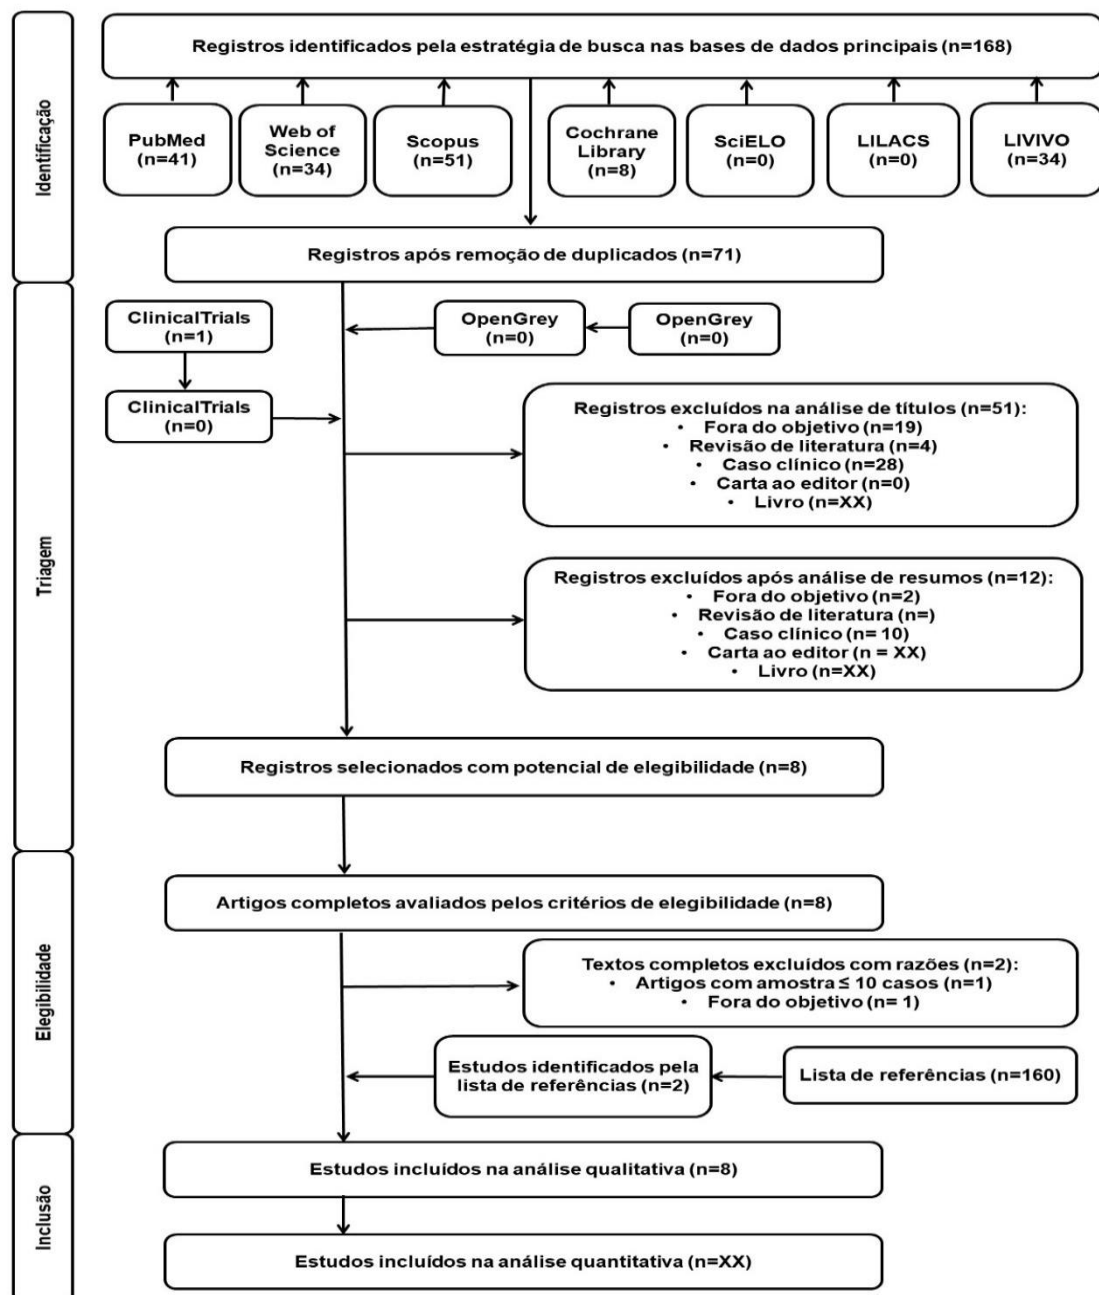 Identificação
Registros identificados pela estratégia de busca nas bases de dados principais (n=168)
PubMed
(n=41)
Web of
Science
(n=34)
Scopus
(n=51)
Cochrane
Library
(n=8)
SciELO
(n=0)
LILACS
(n=0)
LIVIVO
(n=34)
Registros após remoção de duplicados (n=71)
Triagem
ClinicalTrials
(n=1)
OpenGrey
(n=0)
OpenGrey
(n=0)
ClinicalTrials
(n=0)
Registros excluídos na análise de títulos (n=51):
• Fora do objetivo (n=19)
• Revisão de literatura (n=4)
• Caso clínico (n=28)
• Carta ao editor (n=0)
• Livro (n=XX)
Registros excluídos após análise de resumos (n=12):
• Fora do objetivo (n=2)
• Revisão de literatura (n=)
• Caso clínico (n= 10)
• Carta ao editor (n = XX)
• Livro (n=XX)
Registros selecionados com potencial de elegibilidade (n=8)
Elegibilidade
Artigos completos avaliados pelos critérios de elegibilidade (n=8)
Textos completos excluídos com razões (n=2):
• Artigos com amostra ≤ 10 casos (n=1)
• Fora do objetivo (n= 1)
Estudos identificados pela
lista de referências (n=2)
Lista de referências (n=160)
Inclusão
Estudos incluídos na análise qualitativa (n=8)
Estudos incluídos na análise quantitativa (n=XX)